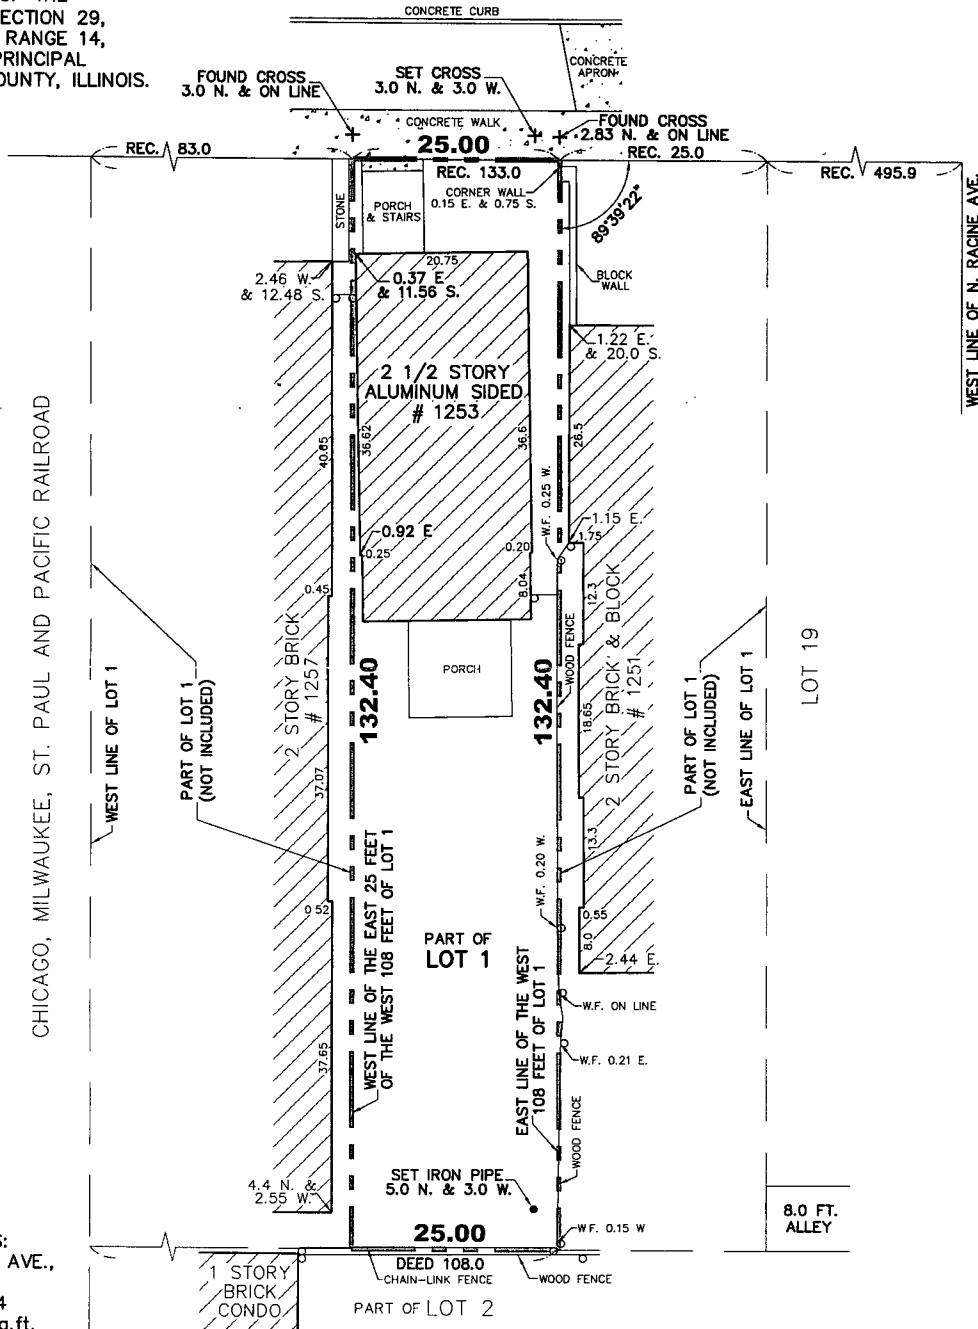 ECTION 29,
RANGE 14,
PRINCIPAL
OUNTY, ILLINOIS.
CONCRETE CURB
CONCRETE
APRON
FOUND CROSS
3.0 N. & ON LINE
SET CROSS
3.0 N. & 3.0 W.
CONCRETE WALK
FOUND CROSS
2.83 N. & ON LINE
REC. 83.0
25.00
REC. 25.0
REC. 133.0
REC. 495.9
CORNER WALL
0.15 E. & 0.75 S.
89°39'22"
STONE
PORCH
& STAIRS
WEST LINE OF N. RACINE AVE.
20.75
2.46 W.
& 12.48 S.
0.37 E
& 11.56 S.
BLOCK
WALL
1.22 E.
& 20.0 S.
2 1/2 STORY
ALUMINUM SIDED
# 1253
40.85
36.62
36.6
26.5
W.F. 0.25 W.
1.15 E.
1.75
0.92 E
0.25
0.20
8.04
12.3
0.45
CHICAGO, MILWAUKEE, ST. PAUL AND PACIFIC RAILROAD
WEST LINE OF LOT 1
PART OF LOT 1
(NOT INCLUDED)
2 STORY BRICK
# 1257
132.40
PORCH
132.40
WOOD FENCE
18.65
2 STORY BRICK & BLOCK
# 1251
PART OF LOT 1
(NOT INCLUDED)
EAST LINE OF LOT 1
LOT 19
37.07
13.3
WEST LINE OF THE EAST 25 FEET
OF THE WEST 108 FEET OF LOT 1
W.F. 0.20 W.
0.52
0.55
8.0
PART OF
LOT 1
2.44 E.
W.F. ON LINE
W.F. 0.21 E.
EAST LINE OF THE WEST
108 FEET OF LOT 1
37.65
WOOD FENCE
4.4 N. &
2.55 W.
SET IRON PIPE
5.0 N. & 3.0 W.
8.0 FT.
ALLEY
25.00
W.F. 0.15 W
DEED 108.0
CHAIN-LINK FENCE
WOOD FENCE
S:
AVE.,
4
q.ft.
1 STORY
BRICK
CONDO
PART OF LOT 2